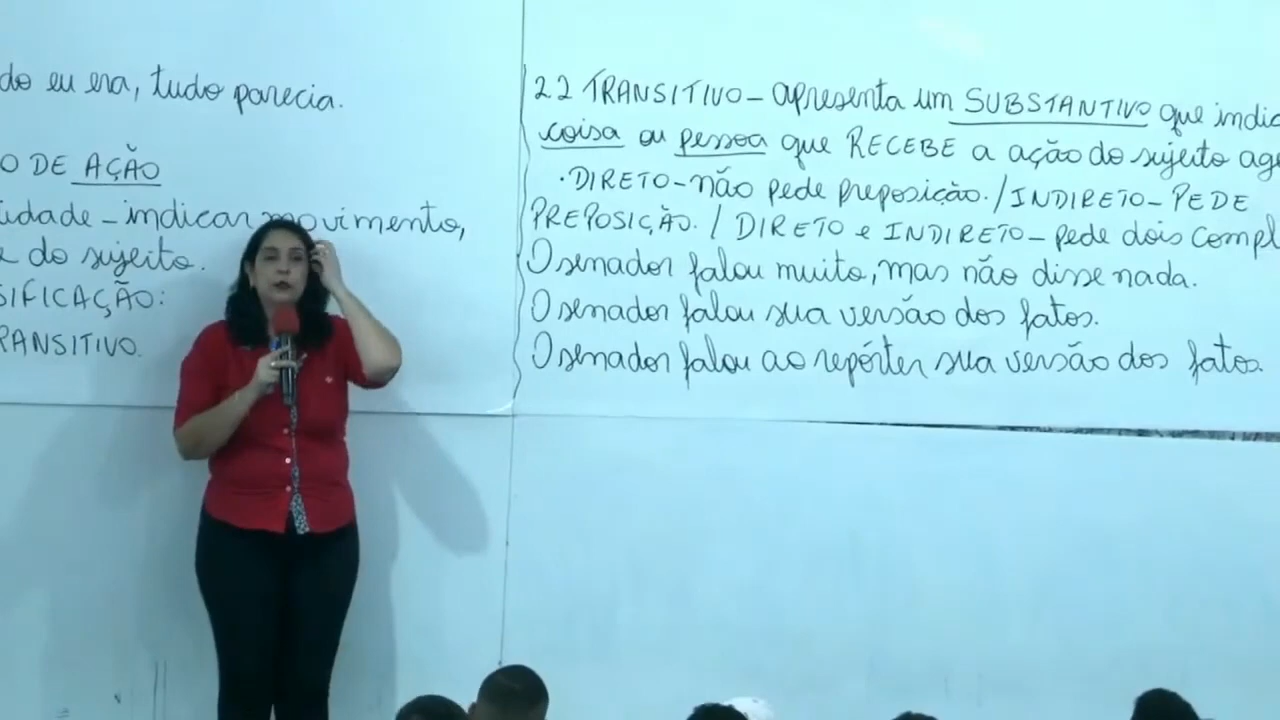 do eu era, tudo parecia.
O DE AÇÃO
idade - indicar movimento,
e do sujeito.
SIFICAÇÃO:
RANSITIVO.
2.2 TRANSITIVO - apresenta um SUBSTANTIVO que indic
coisa ou pessoa que RECEBE a ação do sujeito age
· DIRETO - não pede preposição. / INDIRETO - PEDE
PREPOSIÇÃO. / DIRETO e INDIRETO - pede dois compl
O senador falou muito, mas não disse nada.
O senador falou sua versão dos fatos.
O senador falou ao repórter sua versão dos fatos.